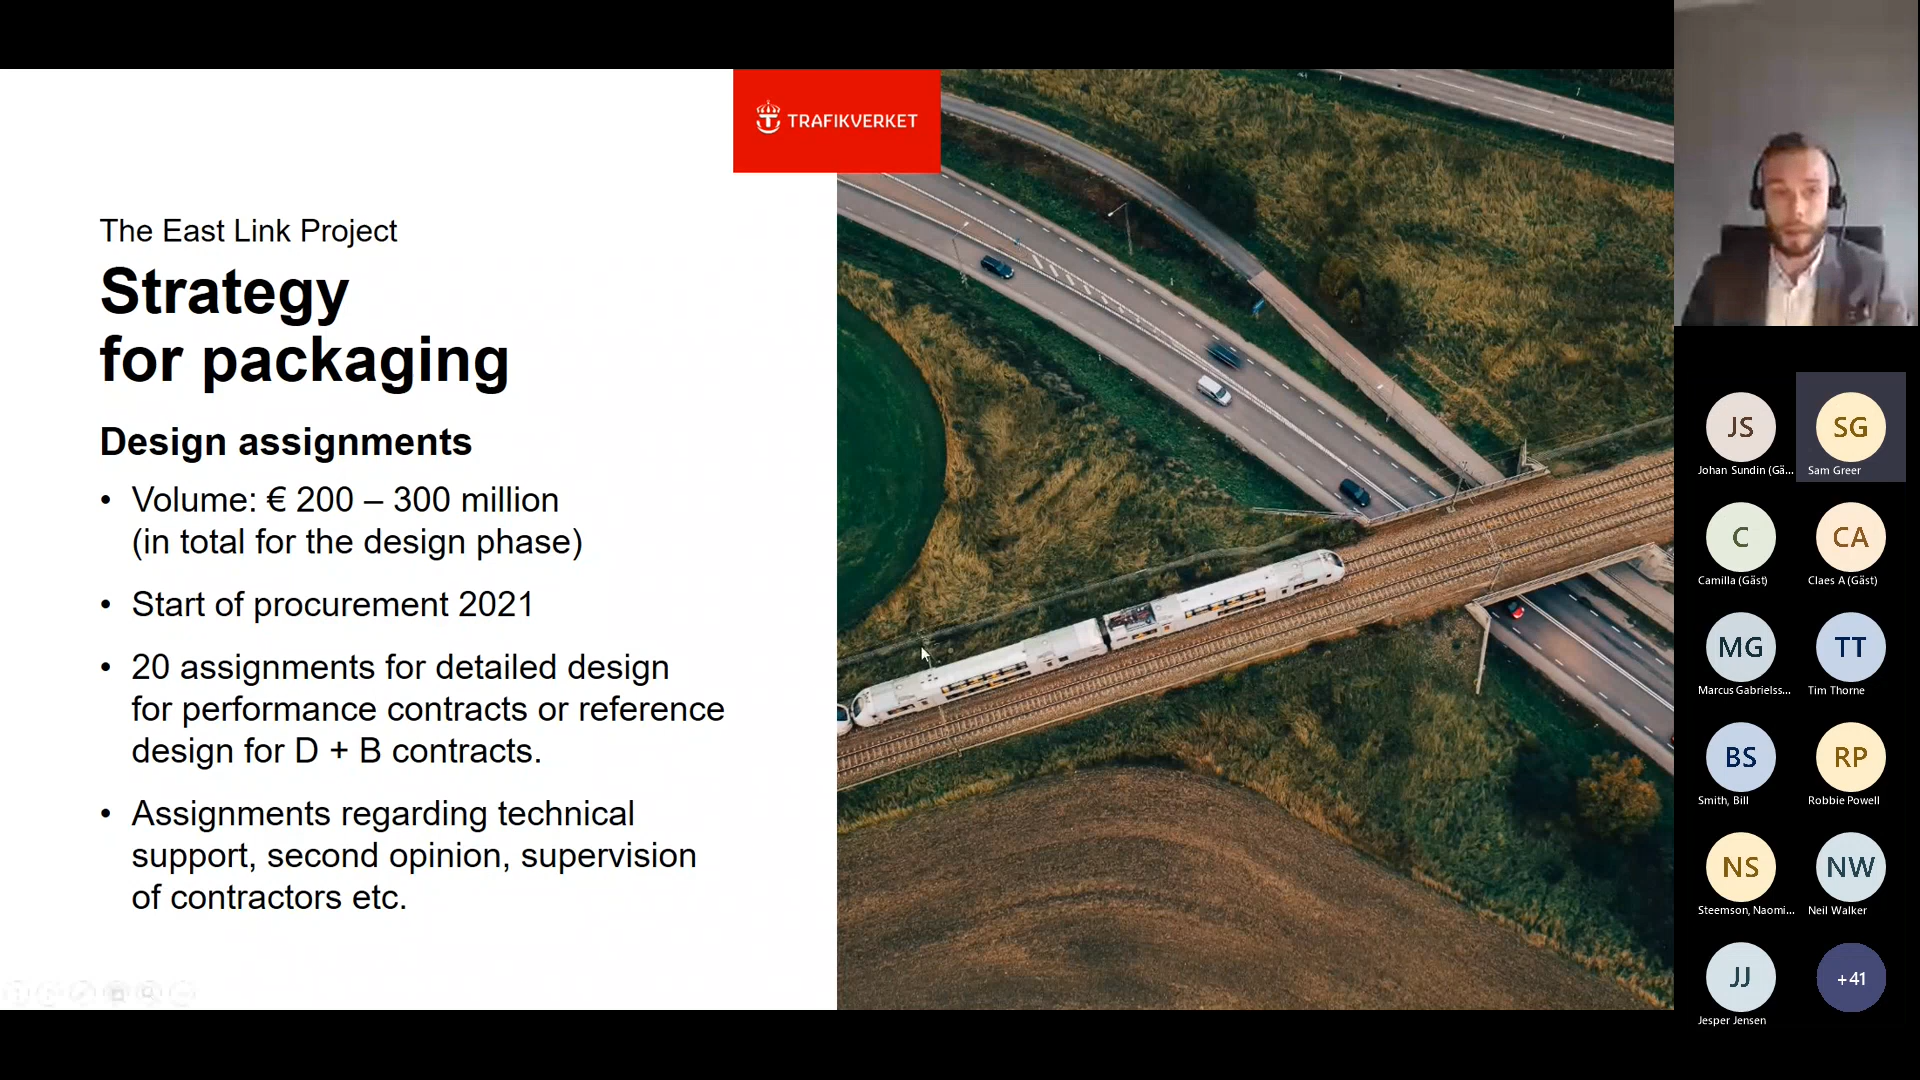 TRAFIKVERKET
The East Link Project
Strategy
for packaging
Design assignments
• Volume: € 200 – 300 million
(in total for the design phase)
• Start of procurement 2021
• 20 assignments for detailed design
for performance contracts or reference
design for D + B contracts.
• Assignments regarding technical
support, second opinion, supervision
of contractors etc.
JS
Johan Sundin (Gä...
SG
Sam Greer
C
Camilla (Gäst)
CA
Claes A (Gäst)
MG
Marcus Gabrielss...
TT
Tim Thorne
BS
Smith, Bill
RP
Robbie Powell
NS
Steemson, Naomi...
NW
Neil Walker
JJ
Jesper Jensen
+41